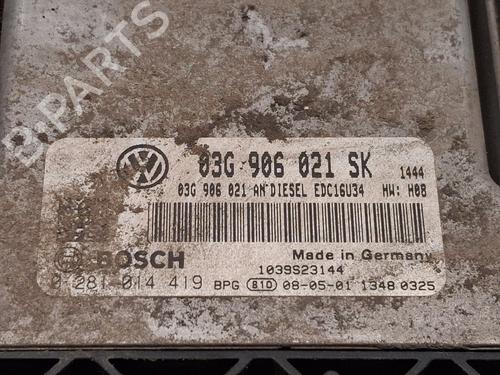 B-PARTS
03G 906 021 SK 1444
03G 906 021 AN DIESEL EDC16U34 HW: H08
Made in Germany
BOSCH 1039S23144
0 281 014 419 BPG 810 08-05-01 1348 0325